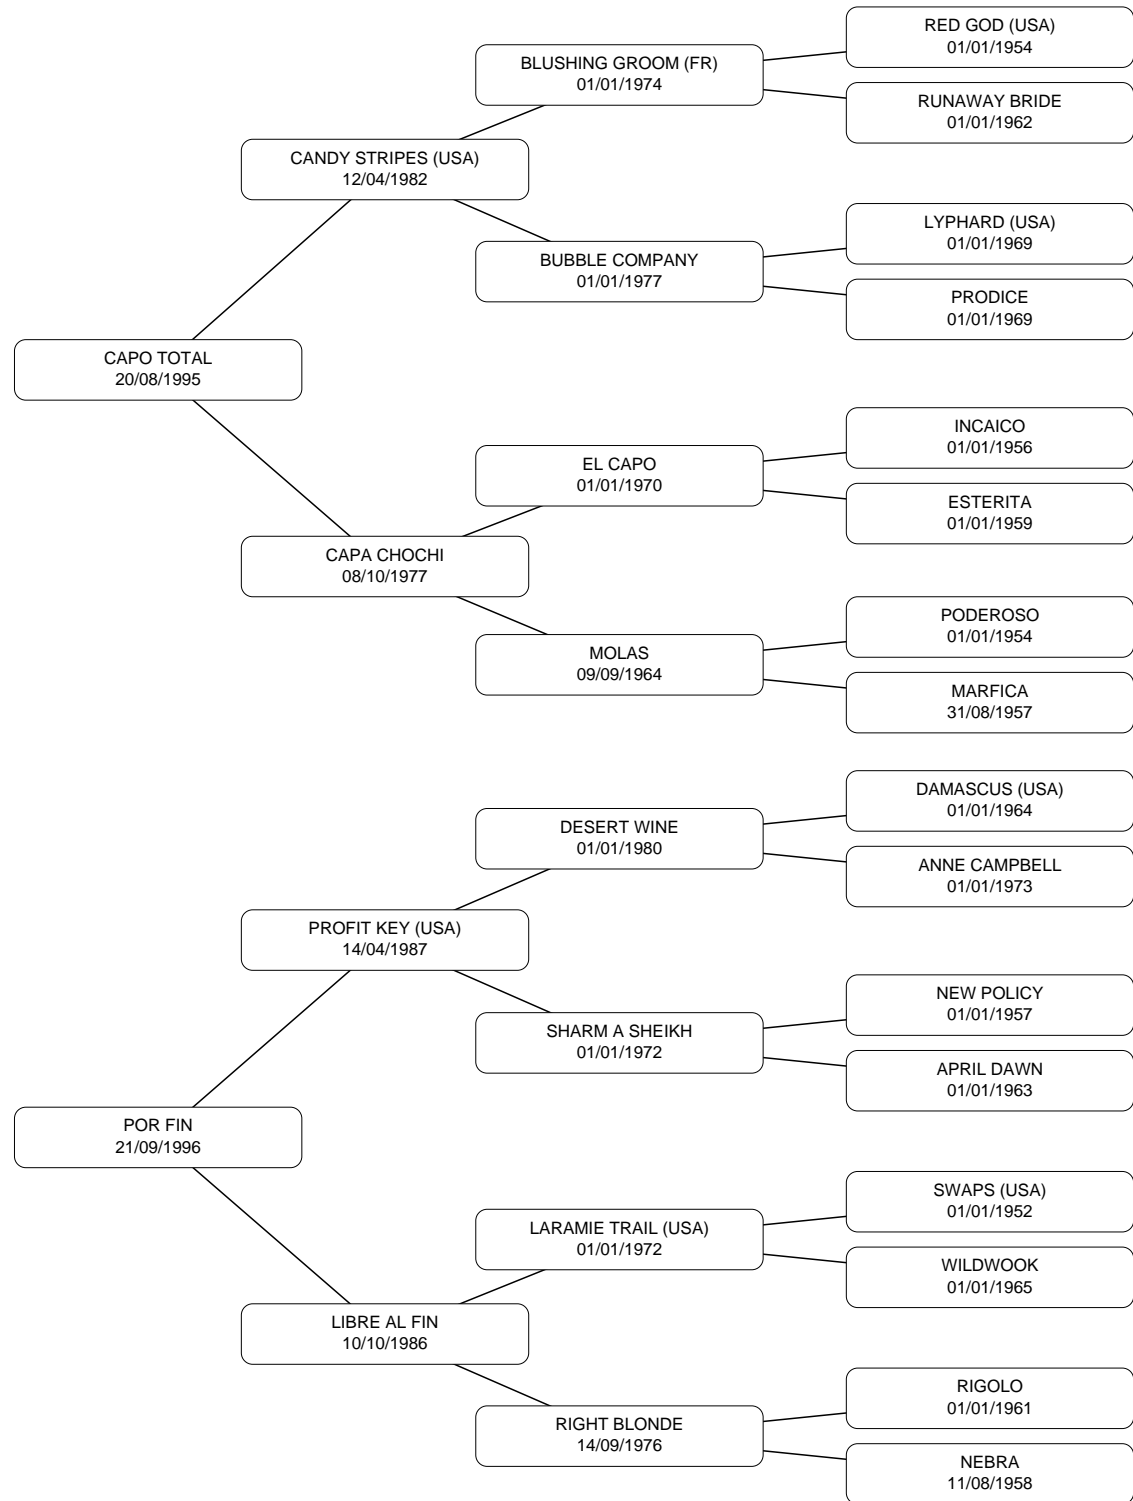 RED GOD (USA)
01/01/1954
BLUSHING GROOM (FR)
01/01/1974
RUNAWAY BRIDE
01/01/1962
CANDY STRIPES (USA)
12/04/1982
LYPHARD (USA)
01/01/1969
BUBBLE COMPANY
01/01/1977
PRODICE
01/01/1969
CAPO TOTAL
20/08/1995
INCAICO
01/01/1956
EL CAPO
01/01/1970
ESTERITA
01/01/1959
CAPA CHOCHI
08/10/1977
PODEROSO
01/01/1954
MOLAS
09/09/1964
MARFICA
31/08/1957
DAMASCUS (USA)
01/01/1964
DESERT WINE
01/01/1980
ANNE CAMPBELL
01/01/1973
PROFIT KEY (USA)
14/04/1987
NEW POLICY
01/01/1957
SHARM A SHEIKH
01/01/1972
APRIL DAWN
01/01/1963
POR FIN
21/09/1996
SWAPS (USA)
01/01/1952
LARAMIE TRAIL (USA)
01/01/1972
WILDWOOK
01/01/1965
LIBRE AL FIN
10/10/1986
RIGOLO
01/01/1961
RIGHT BLONDE
14/09/1976
NEBRA
11/08/1958